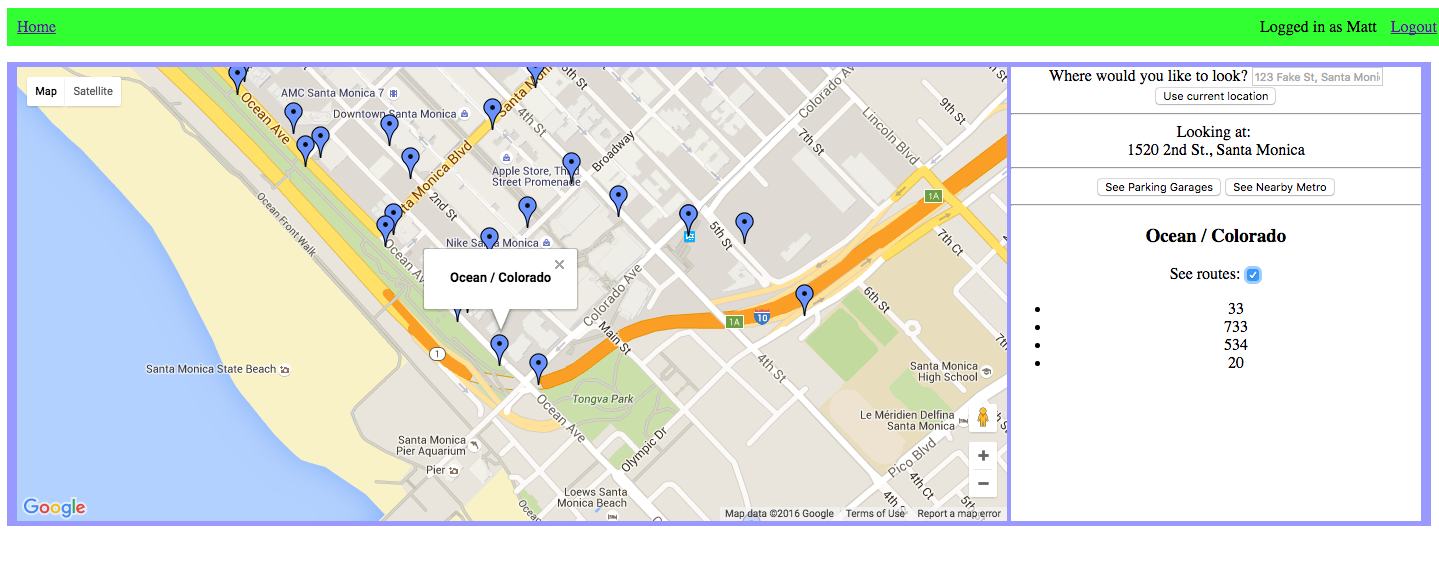 Home
Logged in as Matt Logout
Map Satellite
AMC Santa Monica 7
Downtown Santa Monica
Ocean Ave
Santa Monica Blvd
4th St
Broadway
Colorado Ave
Lincoln Blvd
9th St
7th St
Apple Store, Third
Street Promenade
2nd St
Ocean Front Walk
Nike Santa Monica
5th St
1A
7th Ct
Ocean Ave
Ocean / Colorado
Colorado Ave
6th St
1A
10
Main St
1
4th St
Santa Monica State Beach
Santa Monica
High School
Tongva Park
Ocean Ave
Le Méridien Delfina
Santa Monica
Santa Monica
Pier Aquarium
Olympic Dr
Pico Blvd
Pier
4th Ct
4th St
Loews Santa
Monica Beach
Google
Map data ©2016 Google Terms of Use Report a map error
Where would you like to look? 123 Fake St, Santa Moni
Use current location
Looking at:
1520 2nd St., Santa Monica
See Parking Garages See Nearby Metro
Ocean / Colorado
See routes:
33
733
534
20